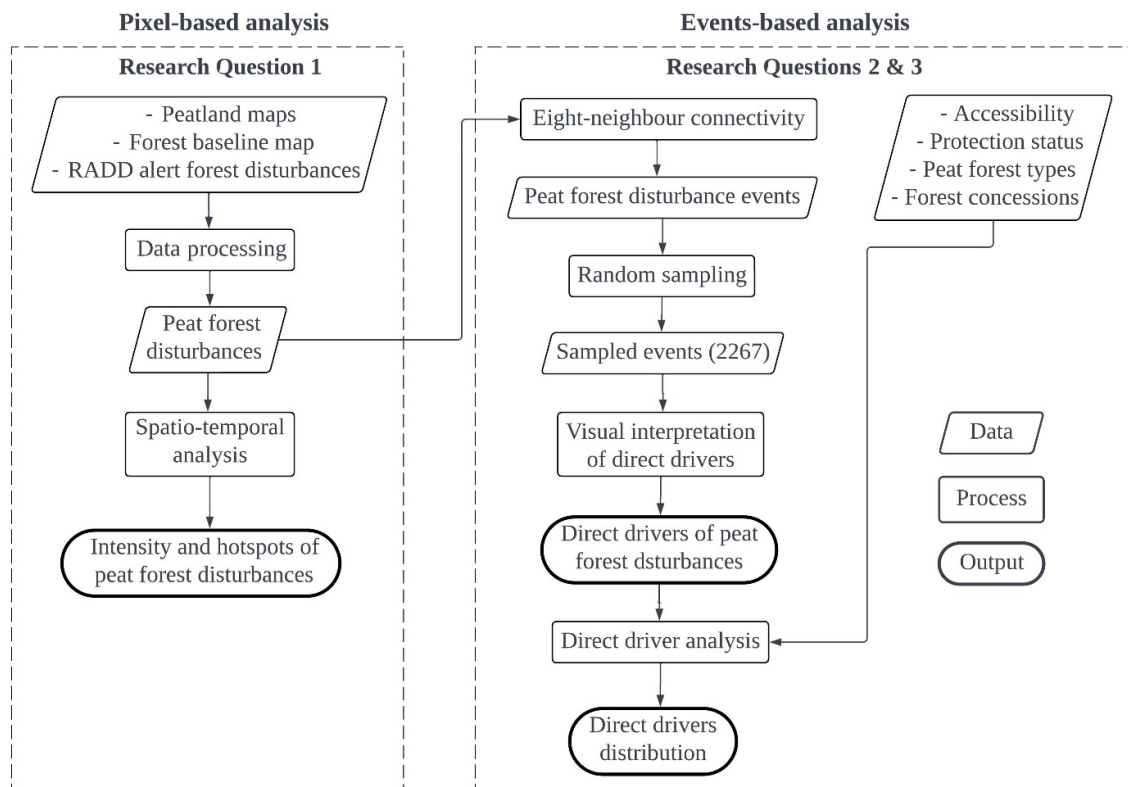 Pixel-based analysis
Research Question 1
- Peatland maps
- Forest baseline map
- RADD alert forest disturbances
Data processing
Peat forest
disturbances
Spatio-temporal
analysis
Intensity and hotspots of
peat forest disturbances
Events-based analysis
Research Questions 2 & 3
Eight-neighbour connectivity
Peat forest disturbance events
Random sampling
Sampled events (2267)
Visual interpretation
of direct drivers
Direct drivers of peat
forest dsturbances
Direct driver analysis
Direct drivers
distribution
- Accessibility
- Protection status
- Peat forest types
- Forest concessions
Data
Process
Output